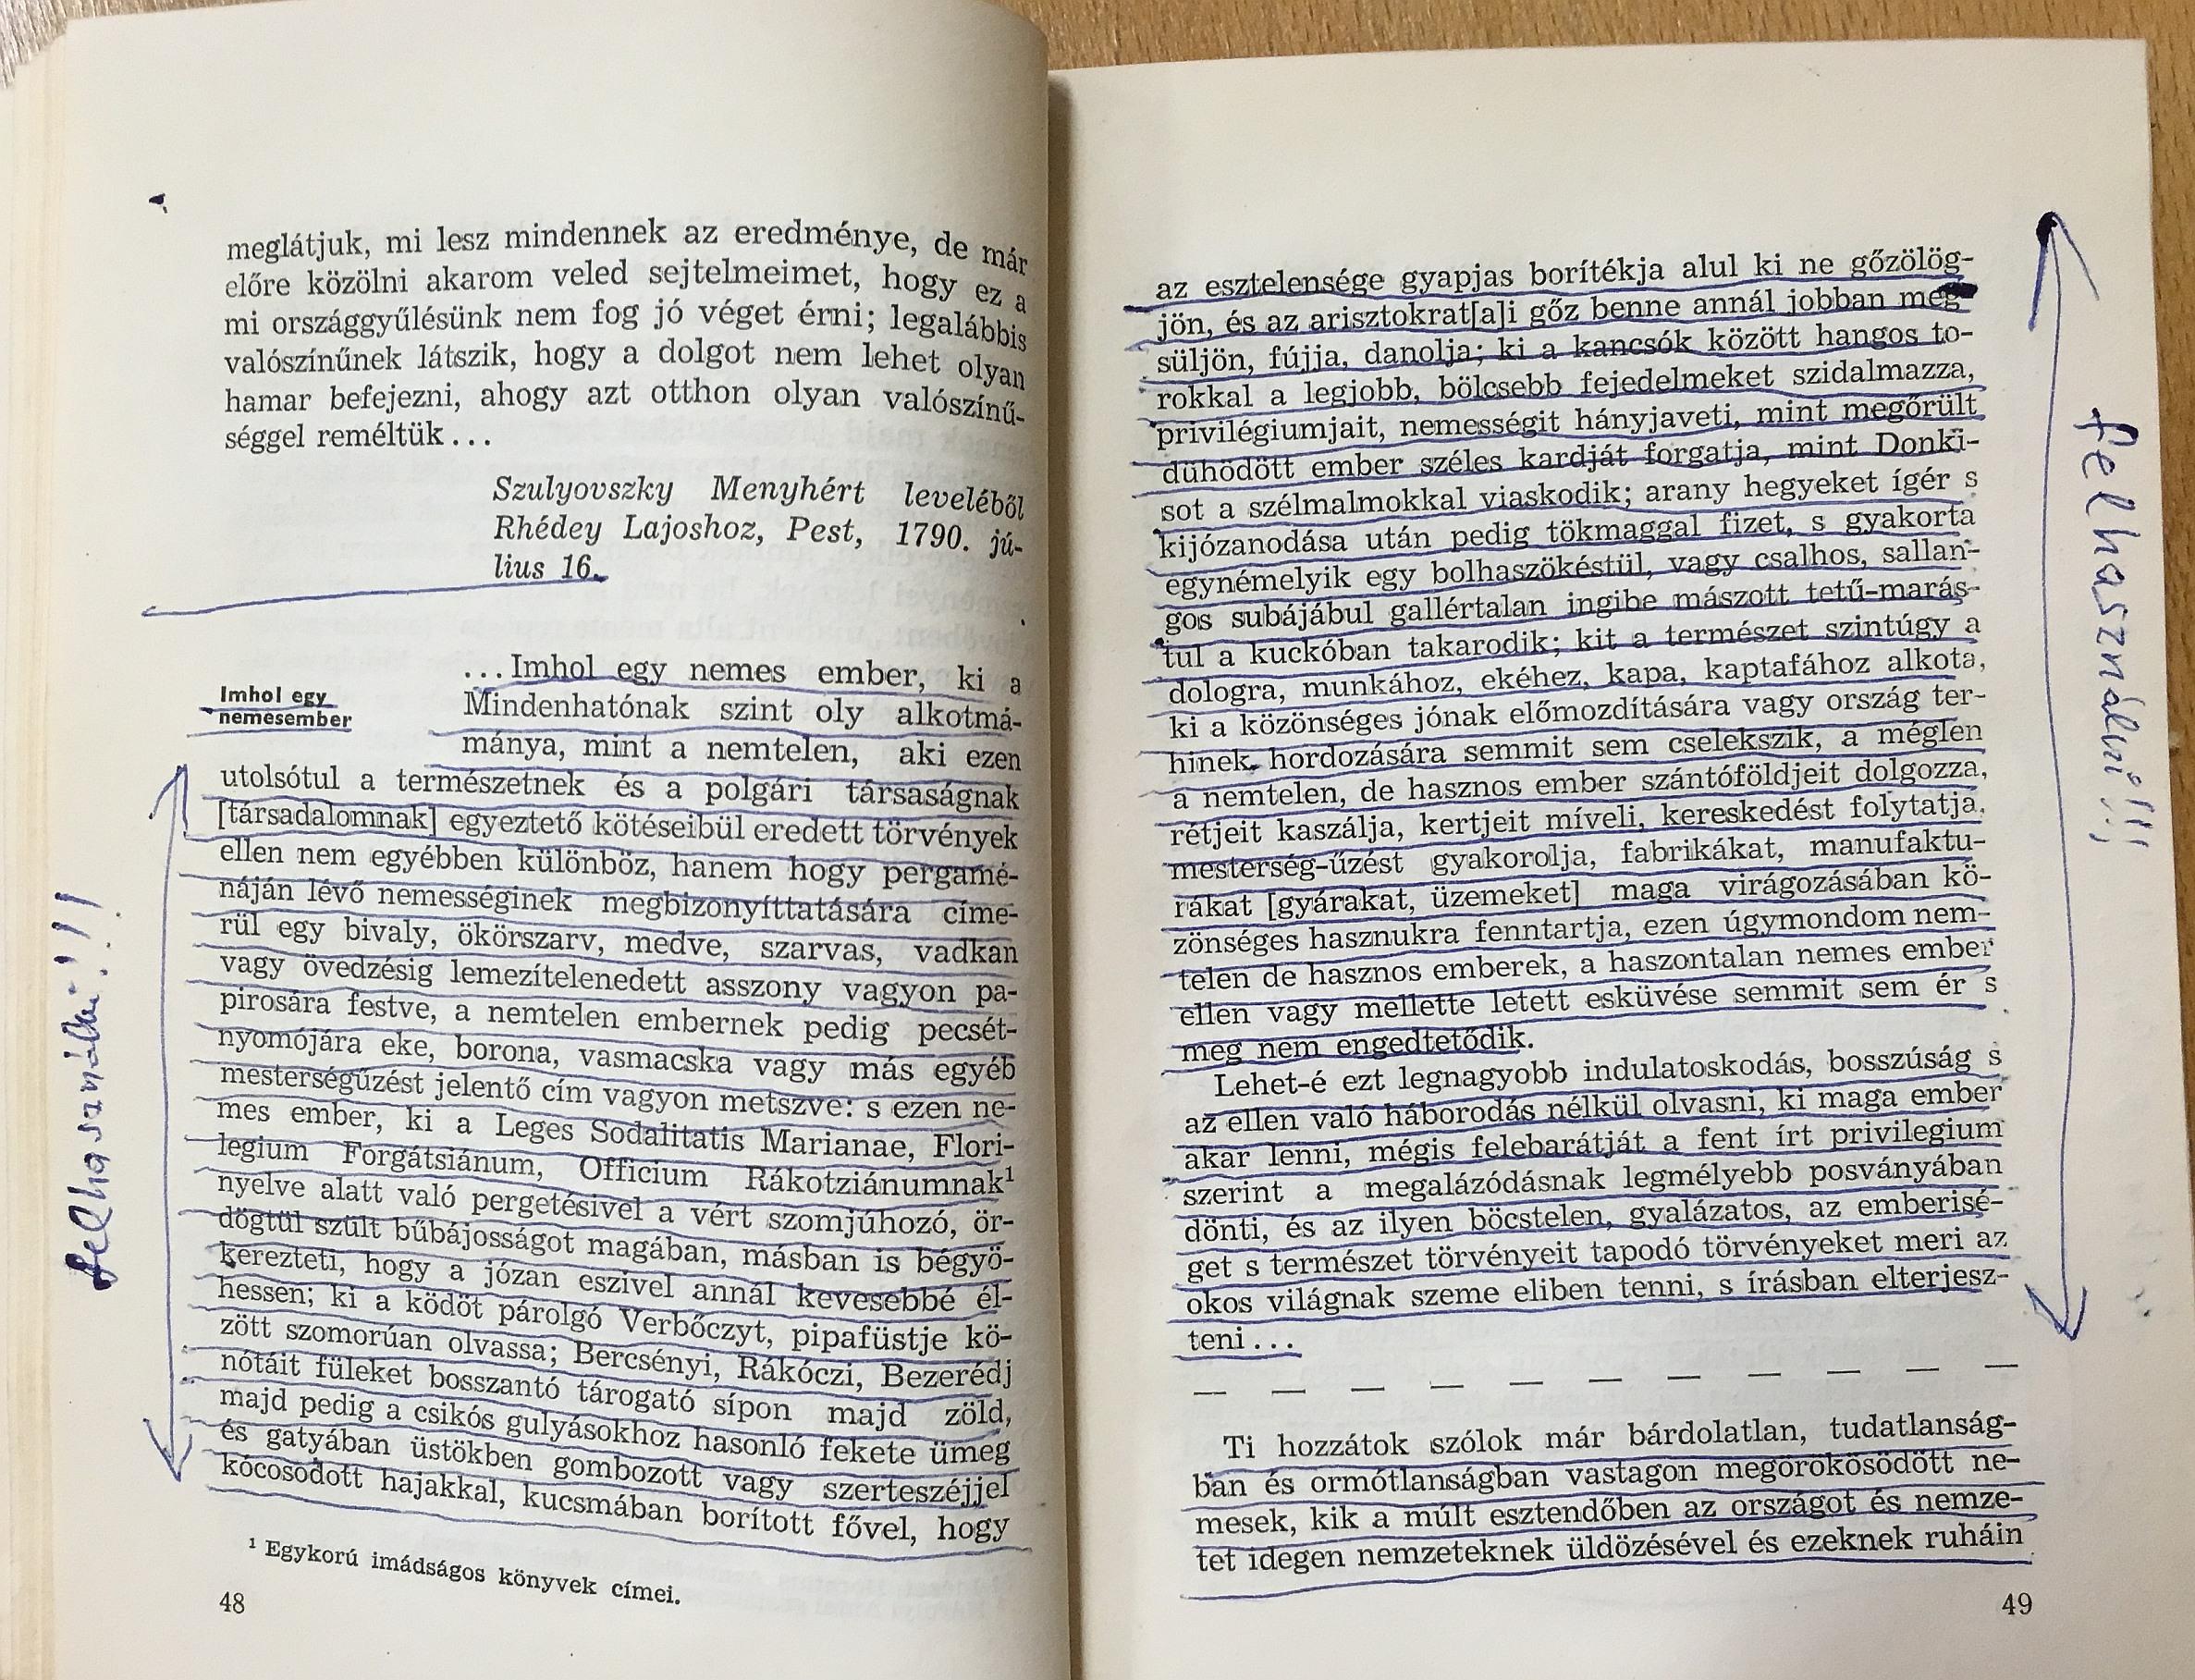 meglátjuk, mi lesz mindennek az eredménye, de már
előre közölni akarom veled sejtelmeimet, hogy ez a
mi országgyűlésünk nem fog jó véget érni; legalábbis
valószínűnek látszik, hogy a dolgot nem lehet olyan
hamar befejezni, ahogy azt otthon olyan valószínű-
séggel reméltük...
Szulyovszky Menyhért leveléből
Rhédey Lajoshoz, Pest, 1790. jú-
lius 16.
Imhol egy
nemesember
...Imhol egy nemes ember, ki a
Mindenhatónak szint oly alkotmá-
mánya, mint a nemtelen, aki ezen
utolsótul a természetnek és a polgári társaságnak
[társadalomnak] egyeztető kötéseibül eredett törvények
ellen nem egyébben különböz, hanem hogy pergamé-
náján lévő nemességinek megbizonyíttatására címe-
rül egy bivaly, ökörszarv, medve, szarvas, vadkan
vagy övedzésig lemezítelenedett asszony vagyon pa-
pirosára festve, a nemtelen embernek pedig pecsét-
nyomójára eke, borona, vasmacska vagy más egyéb
mesterségűzést jelentő cím vagyon metszve: s ezen ne-
mes ember, ki a Leges Sodalitatis Marianae, Flori-
legium Forgátsiánum, Officium Rákotziánumnak¹
nyelve alatt való pergetésivel a vért szomjúhozó, ör-
dögtül szült bűbájosságot magában, másban is bégyö-
kerezteti, hogy a józan eszivel annál kevesebbé él-
hessen; ki a ködöt párolgó Verbőczyt, pipafüstje kö-
zött szomorúan olvassa; Bercsényi, Rákóczi, Bezerédj
nótáit füleket bosszantó tárogató sípon majd zöld,
majd pedig a csikós gulyásokhoz hasonló fekete ümeg
és gatyában üstökben gombozott vagy szerteszéjjel
kócosodott hajakkal, kucsmában borított fővel, hogy
¹ Egykorú imádságos könyvek címei.
48
felhasználni!!!
az esztelensége gyapjas borítékja alul ki ne gőzölög-
jön, és az arisztokrat[a]i gőz benne annál jobban meg
süljön, fújja, danolja; ki a kancsók között hangos to-
rokkal a legjobb, bölcsebb fejedelmeket szidalmazza,
privilégiumjait, nemességit hányjaveti, mint megőrült
dühödött ember széles kardját forgatja, mint Donki-
sot a szélmalmokkal viaskodik; arany hegyeket ígér s
kijózanodása után pedig tökmaggal fizet, s gyakorta
egynémelyik egy bolhaszökéstül, vagy csalhos, sallan-
gos subájábul gallértalan ingibe mászott tetű-marás-
tul a kuckóban takarodik; kit a természet szintúgy a
dologra, munkához, ekéhez, kapa, kaptafához alkota,
ki a közönséges jónak előmozdítására vagy ország ter-
hinek hordozására semmit sem cselekszik, a méglen
a nemtelen, de hasznos ember szántóföldjeit dolgozza,
rétjeit kaszálja, kertjeit míveli, kereskedést folytatja,
mesterség-űzést gyakorolja, fabrikákat, manufaktu-
rákat [gyárakat, üzemeket] maga virágozásában kö-
zönséges hasznukra fenntartja, ezen úgymondom nem-
telen de hasznos emberek, a haszontalan nemes ember
ellen vagy mellette letett esküvése semmit sem ér s
meg nem engedtetődik.
Lehet-é ezt legnagyobb indulatoskodás, bosszúság s
az ellen való háborodás nélkül olvasni, ki maga ember
akar lenni, mégis felebarátját a fent írt privilegium
szerint a megalázódásnak legmélyebb posványában
dönti, és az ilyen böcstelen, gyalázatos, az emberisé-
get s természet törvényeit tapodó törvényeket meri az
okos világnak szeme eliben tenni, s írásban elterjesz-
teni...
Ti hozzátok szólok már bárdolatlan, tudatlanság-
ban és ormótlanságban vastagon megörökösödött ne-
mesek, kik a múlt esztendőben az országot és nemze-
tet idegen nemzeteknek üldözésével és ezeknek ruháin
49
felhasználni!!!